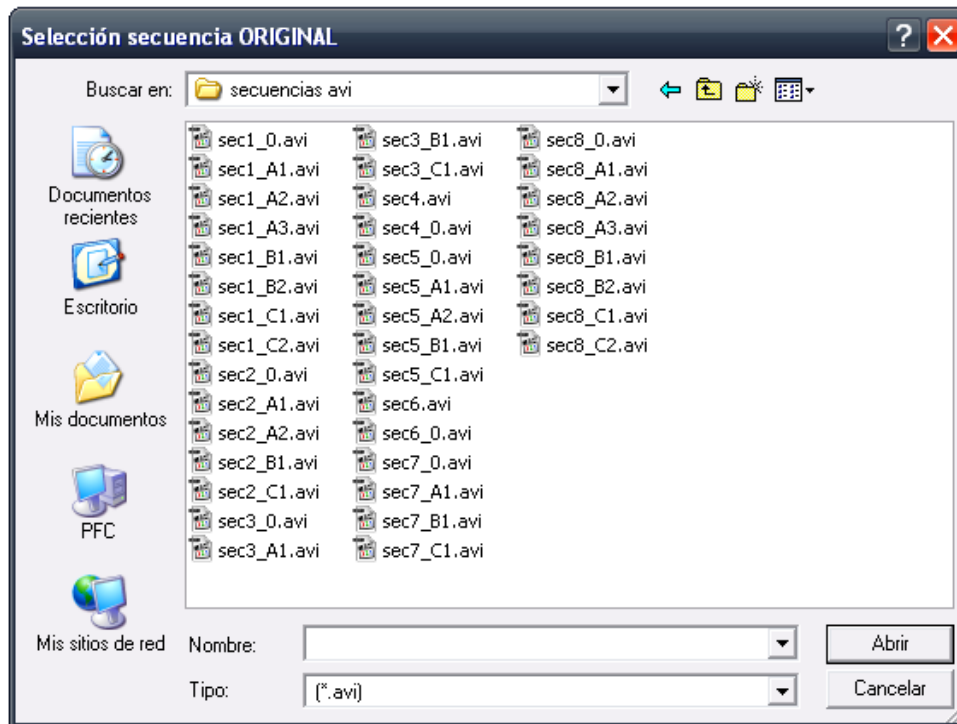 Selección secuencia ORIGINAL
Buscar en: secuencias avi
Documentos
recientes
Escritorio
Mis documentos
PFC
Mis sitios de red
sec1_0.avi
sec1_A1.avi
sec1_A2.avi
sec1_A3.avi
sec1_B1.avi
sec1_B2.avi
sec1_C1.avi
sec1_C2.avi
sec2_0.avi
sec2_A1.avi
sec2_A2.avi
sec2_B1.avi
sec2_C1.avi
sec3_0.avi
sec3_A1.avi
sec3_B1.avi
sec3_C1.avi
sec4.avi
sec4_0.avi
sec5_0.avi
sec5_A1.avi
sec5_A2.avi
sec5_B1.avi
sec5_C1.avi
sec6.avi
sec6_0.avi
sec7_0.avi
sec7_A1.avi
sec7_B1.avi
sec7_C1.avi
sec8_0.avi
sec8_A1.avi
sec8_A2.avi
sec8_A3.avi
sec8_B1.avi
sec8_B2.avi
sec8_C1.avi
sec8_C2.avi
Nombre:
Abrir
Tipo: (*.avi)
Cancelar